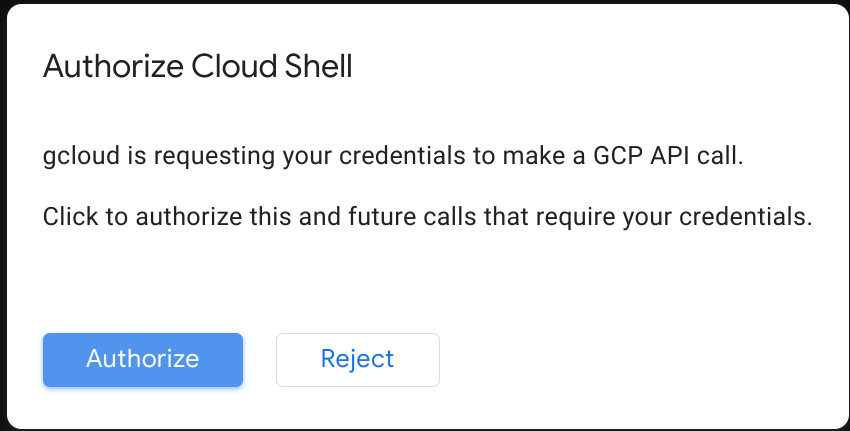 Authorize Cloud Shell
gcloud is requesting your credentials to make a GCP API call.
Click to authorize this and future calls that require your credentials.
Authorize
Reject